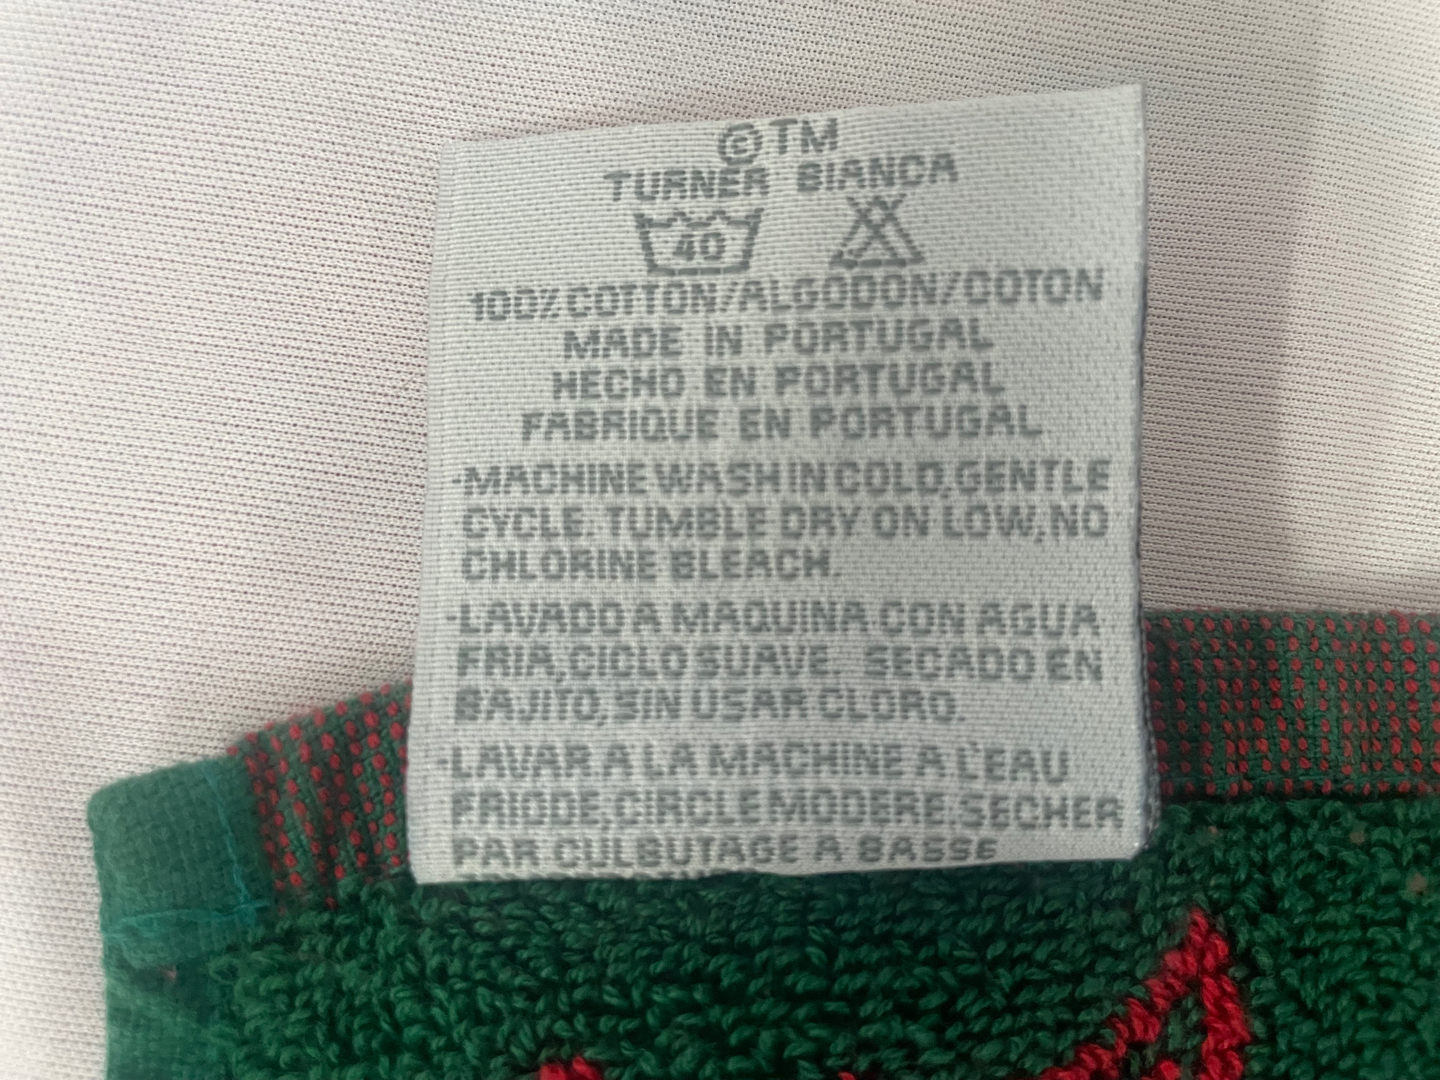 ©TM
TURNER BIANCA
40
100% COTTON/ALGODON/COTON
MADE IN PORTUGAL
HECHO EN PORTUGAL
FABRIQUE EN PORTUGAL
-MACHINE WASH IN COLD, GENTLE
CYCLE. TUMBLE DRY ON LOW, NO
CHLORINE BLEACH.
-LAVADO A MAQUINA CON AGUA
FRIA, CICLO SUAVE. SECADO EN
BAJITO, SIN USAR CLORO.
-LAVAR A LA MACHINE A L'EAU
FRIODE, CIRCLE MODERE, SECHER
PAR CULBUTAGE A BASSE